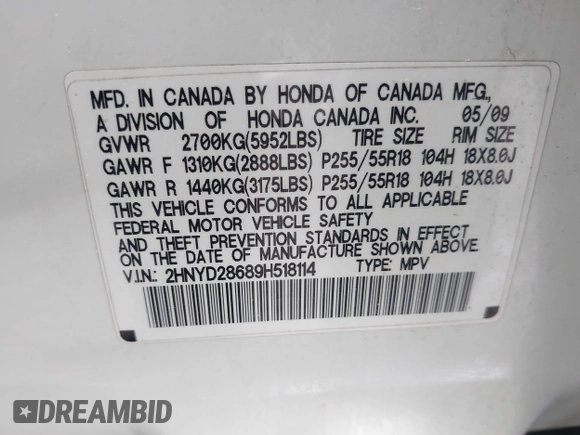 MFD. IN CANADA BY HONDA OF CANADA MFG.,
A DIVISION OF HONDA CANADA INC. 05/09
GVWR 2700KG(5952LBS) TIRE SIZE RIM SIZE
GAWR F 1310KG(2888LBS) P255/55R18 104H 18X8.0J
GAWR R 1440KG(3175LBS) P255/55R18 104H 18X8.0J
THIS VEHICLE CONFORMS TO ALL APPLICABLE
FEDERAL MOTOR VEHICLE SAFETY
AND THEFT PREVENTION STANDARDS IN EFFECT
ON THE DATE OF MANUFACTURE SHOWN ABOVE.
V.I.N.: 2HNYD28689H518114 TYPE: MPV
DREAMBID